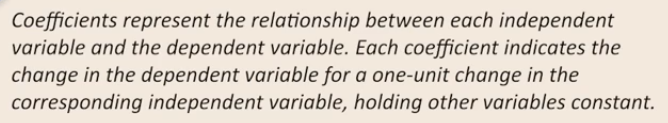 Coefficients represent the relationship between each independent
variable and the dependent variable. Each coefficient indicates the
change in the dependent variable for a one-unit change in the
corresponding independent variable, holding other variables constant.